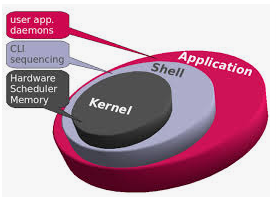 user app.
daemons
CLI
sequencing
Hardware
Scheduler
Memory
Application
Shell
Kernel